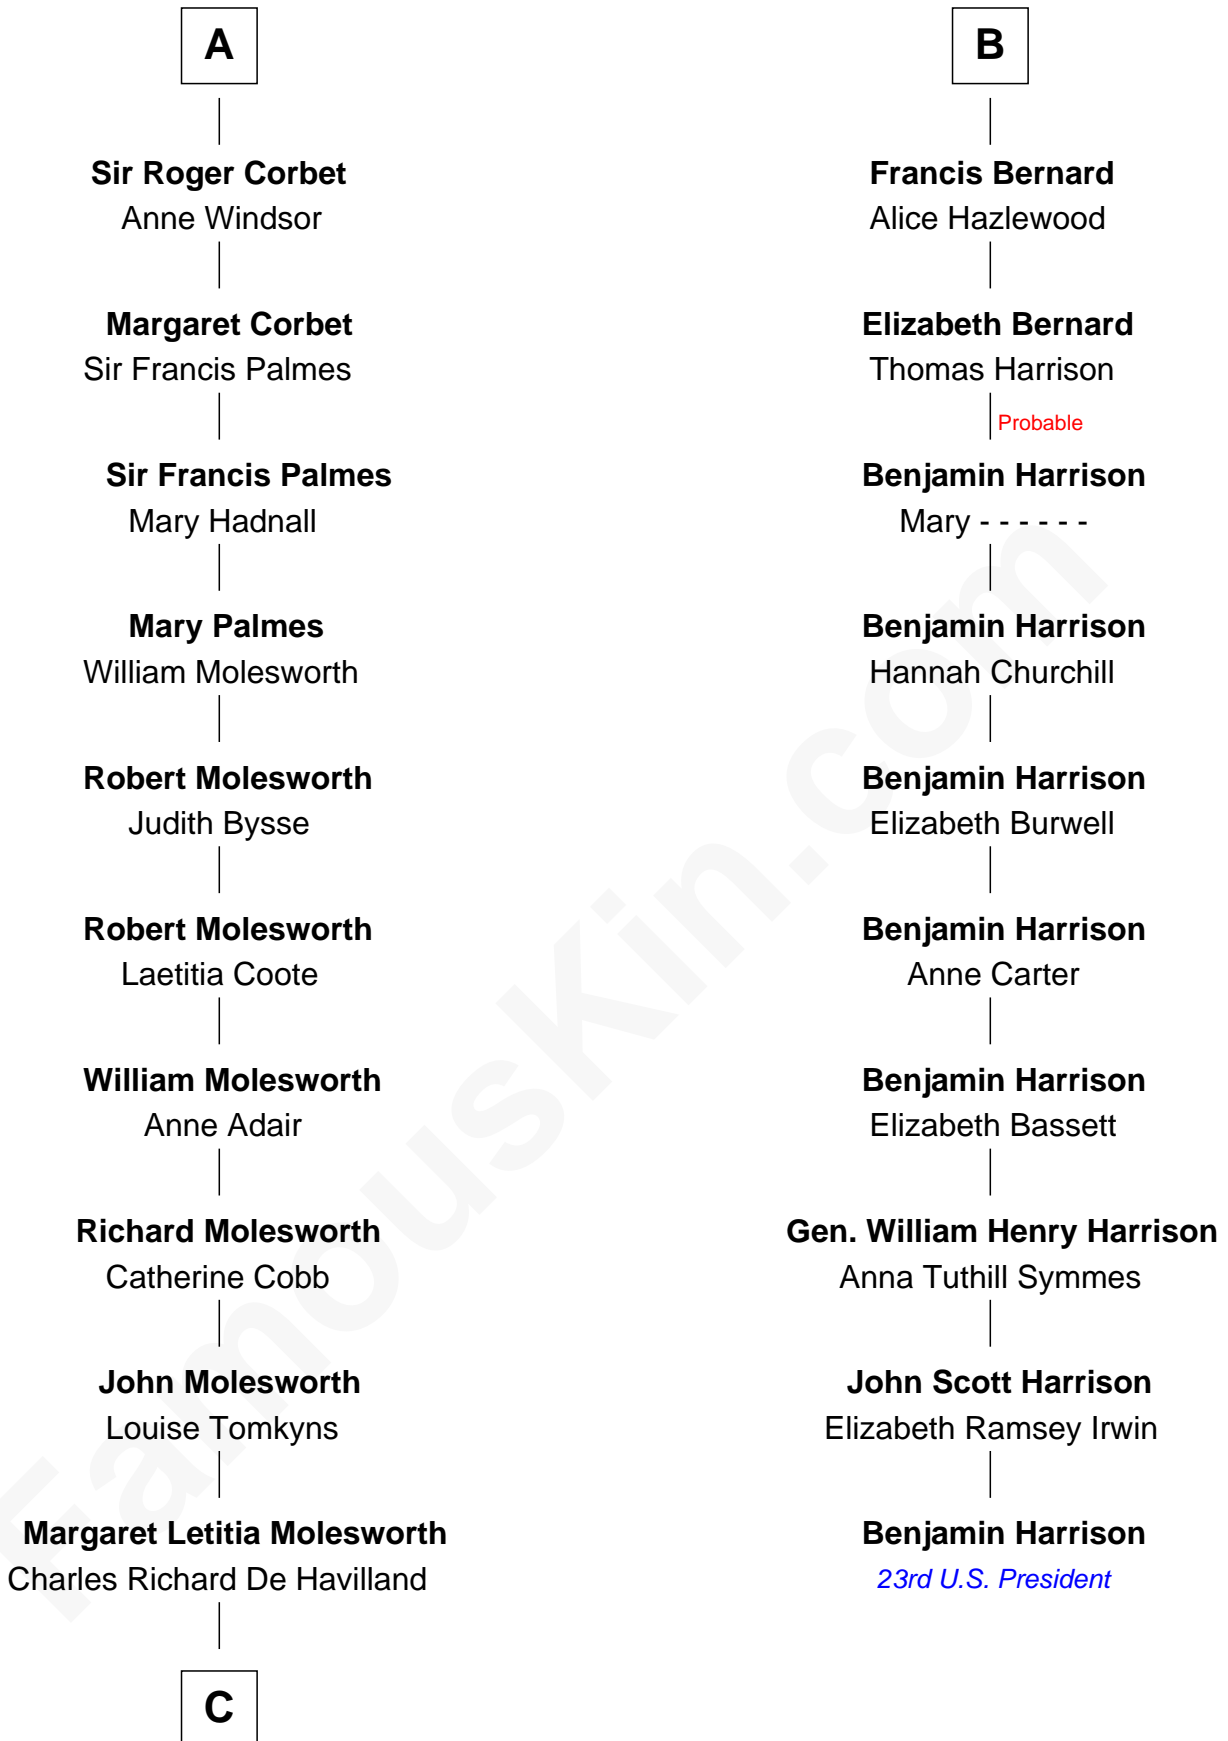 A
Sir Roger Corbet
Anne Windsor
Margaret Corbet
Sir Francis Palmes
Sir Francis Palmes
Mary Hadnall
Mary Palmes
William Molesworth
Robert Molesworth
Judith Bysse
Robert Molesworth
Laetitia Coote
William Molesworth
Anne Adair
Richard Molesworth
Catherine Cobb
John Molesworth
Louise Tomkyns
Margaret Letitia Molesworth
Charles Richard De Havilland
C
B
Francis Bernard
Alice Hazlewood
Elizabeth Bernard
Thomas Harrison
Probable
Benjamin Harrison
Mary - - - - - -
Benjamin Harrison
Hannah Churchill
Benjamin Harrison
Elizabeth Burwell
Benjamin Harrison
Anne Carter
Benjamin Harrison
Elizabeth Bassett
Gen. William Henry Harrison
Anna Tuthill Symmes
John Scott Harrison
Elizabeth Ramsey Irwin
Benjamin Harrison
23rd U.S. President
FamousKin.com